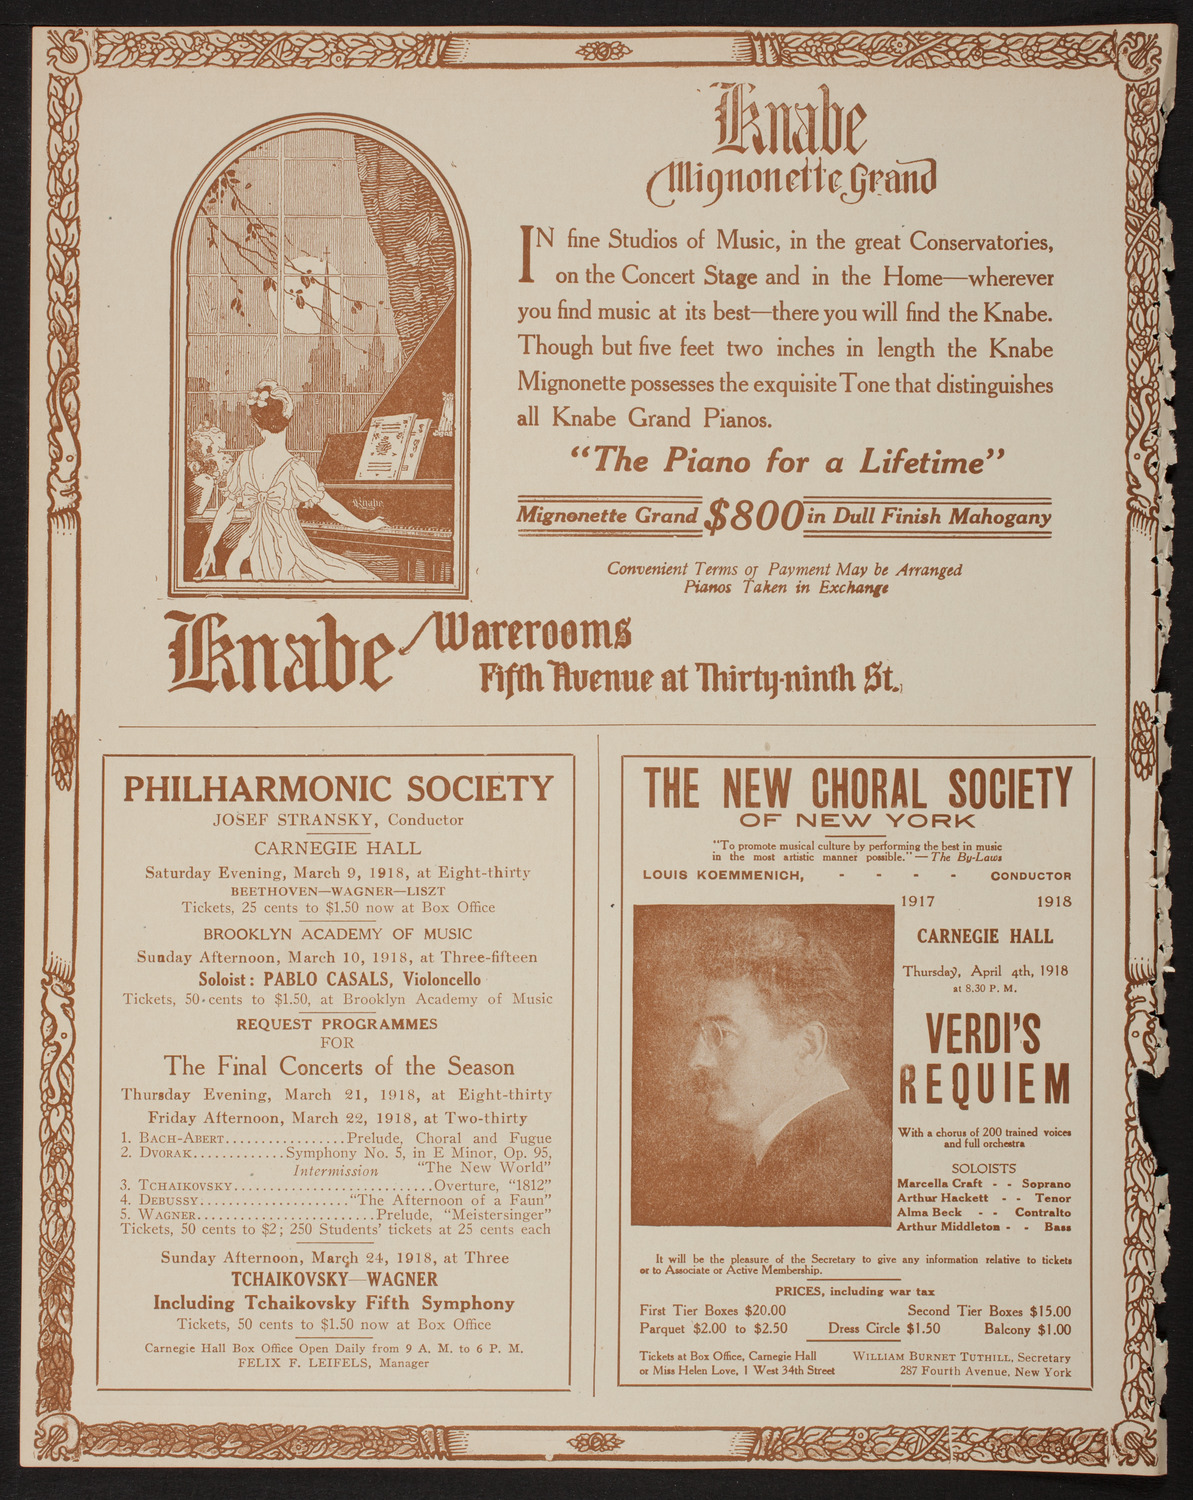 Knabe
Mignonette Grand
IN fine Studios of Music, in the great Conservatories,
on the Concert Stage and in the Home—wherever
you find music at its best—there you will find the Knabe.
Though but five feet two inches in length the Knabe
Mignonette possesses the exquisite Tone that distinguishes
all Knabe Grand Pianos.
“The Piano for a Lifetime”
Mignonette Grand $800 in Dull Finish Mahogany
Convenient Terms of Payment May be Arranged
Pianos Taken in Exchange
Knabe
Knabe Warerooms
Fifth Avenue at Thirty-ninth St.
PHILHARMONIC SOCIETY
JOSEF STRANSKY, Conductor
CARNEGIE HALL
Saturday Evening, March 9, 1918, at Eight-thirty
BEETHOVEN—WAGNER—LISZT
Tickets, 25 cents to $1.50 now at Box Office
BROOKLYN ACADEMY OF MUSIC
Sunday Afternoon, March 10, 1918, at Three-fifteen
Soloist: PABLO CASALS, Violoncello
Tickets, 50 cents to $1.50, at Brooklyn Academy of Music
REQUEST PROGRAMMES
FOR
The Final Concerts of the Season
Thursday Evening, March 21, 1918, at Eight-thirty
Friday Afternoon, March 22, 1918, at Two-thirty
1. BACH-ABERT.................Prelude, Choral and Fugue
2. DVORAK.............Symphony No. 5, in E Minor, Op. 95,
Intermission “The New World”
3. TCHAIKOVSKY............................Overture, “1812”
4. DEBUSSY.....................“The Afternoon of a Faun”
5. WAGNER.........................Prelude, “Meistersinger”
Tickets, 50 cents to $2; 250 Students’ tickets at 25 cents each
Sunday Afternoon, March 24, 1918, at Three
TCHAIKOVSKY—WAGNER
Including Tchaikovsky Fifth Symphony
Tickets, 50 cents to $1.50 now at Box Office
Carnegie Hall Box Office Open Daily from 9 A. M. to 6 P. M.
FELIX F. LEIFELS, Manager
THE NEW CHORAL SOCIETY
OF NEW YORK
“To promote musical culture by performing the best in music
in the most artistic manner possible.”—The By-Laws
LOUIS KOEMMENICH, - - - - CONDUCTOR
1917 1918
CARNEGIE HALL
Thursday, April 4th, 1918
at 8.30 P. M.
VERDI’S
REQUIEM
With a chorus of 200 trained voices
and full orchestra
SOLOISTS
Marcella Craft - - Soprano
Arthur Hackett - - Tenor
Alma Beck - - Contralto
Arthur Middleton - - Bass
It will be the pleasure of the Secretary to give any information relative to tickets
or to Associate or Active Membership.
PRICES, including war tax
First Tier Boxes $20.00 Second Tier Boxes $15.00
Parquet $2.00 to $2.50 Dress Circle $1.50 Balcony $1.00
Tickets at Box Office, Carnegie Hall WILLIAM BURNET TUTHILL, Secretary
or Miss Helen Love, 1 West 34th Street 287 Fourth Avenue, New York